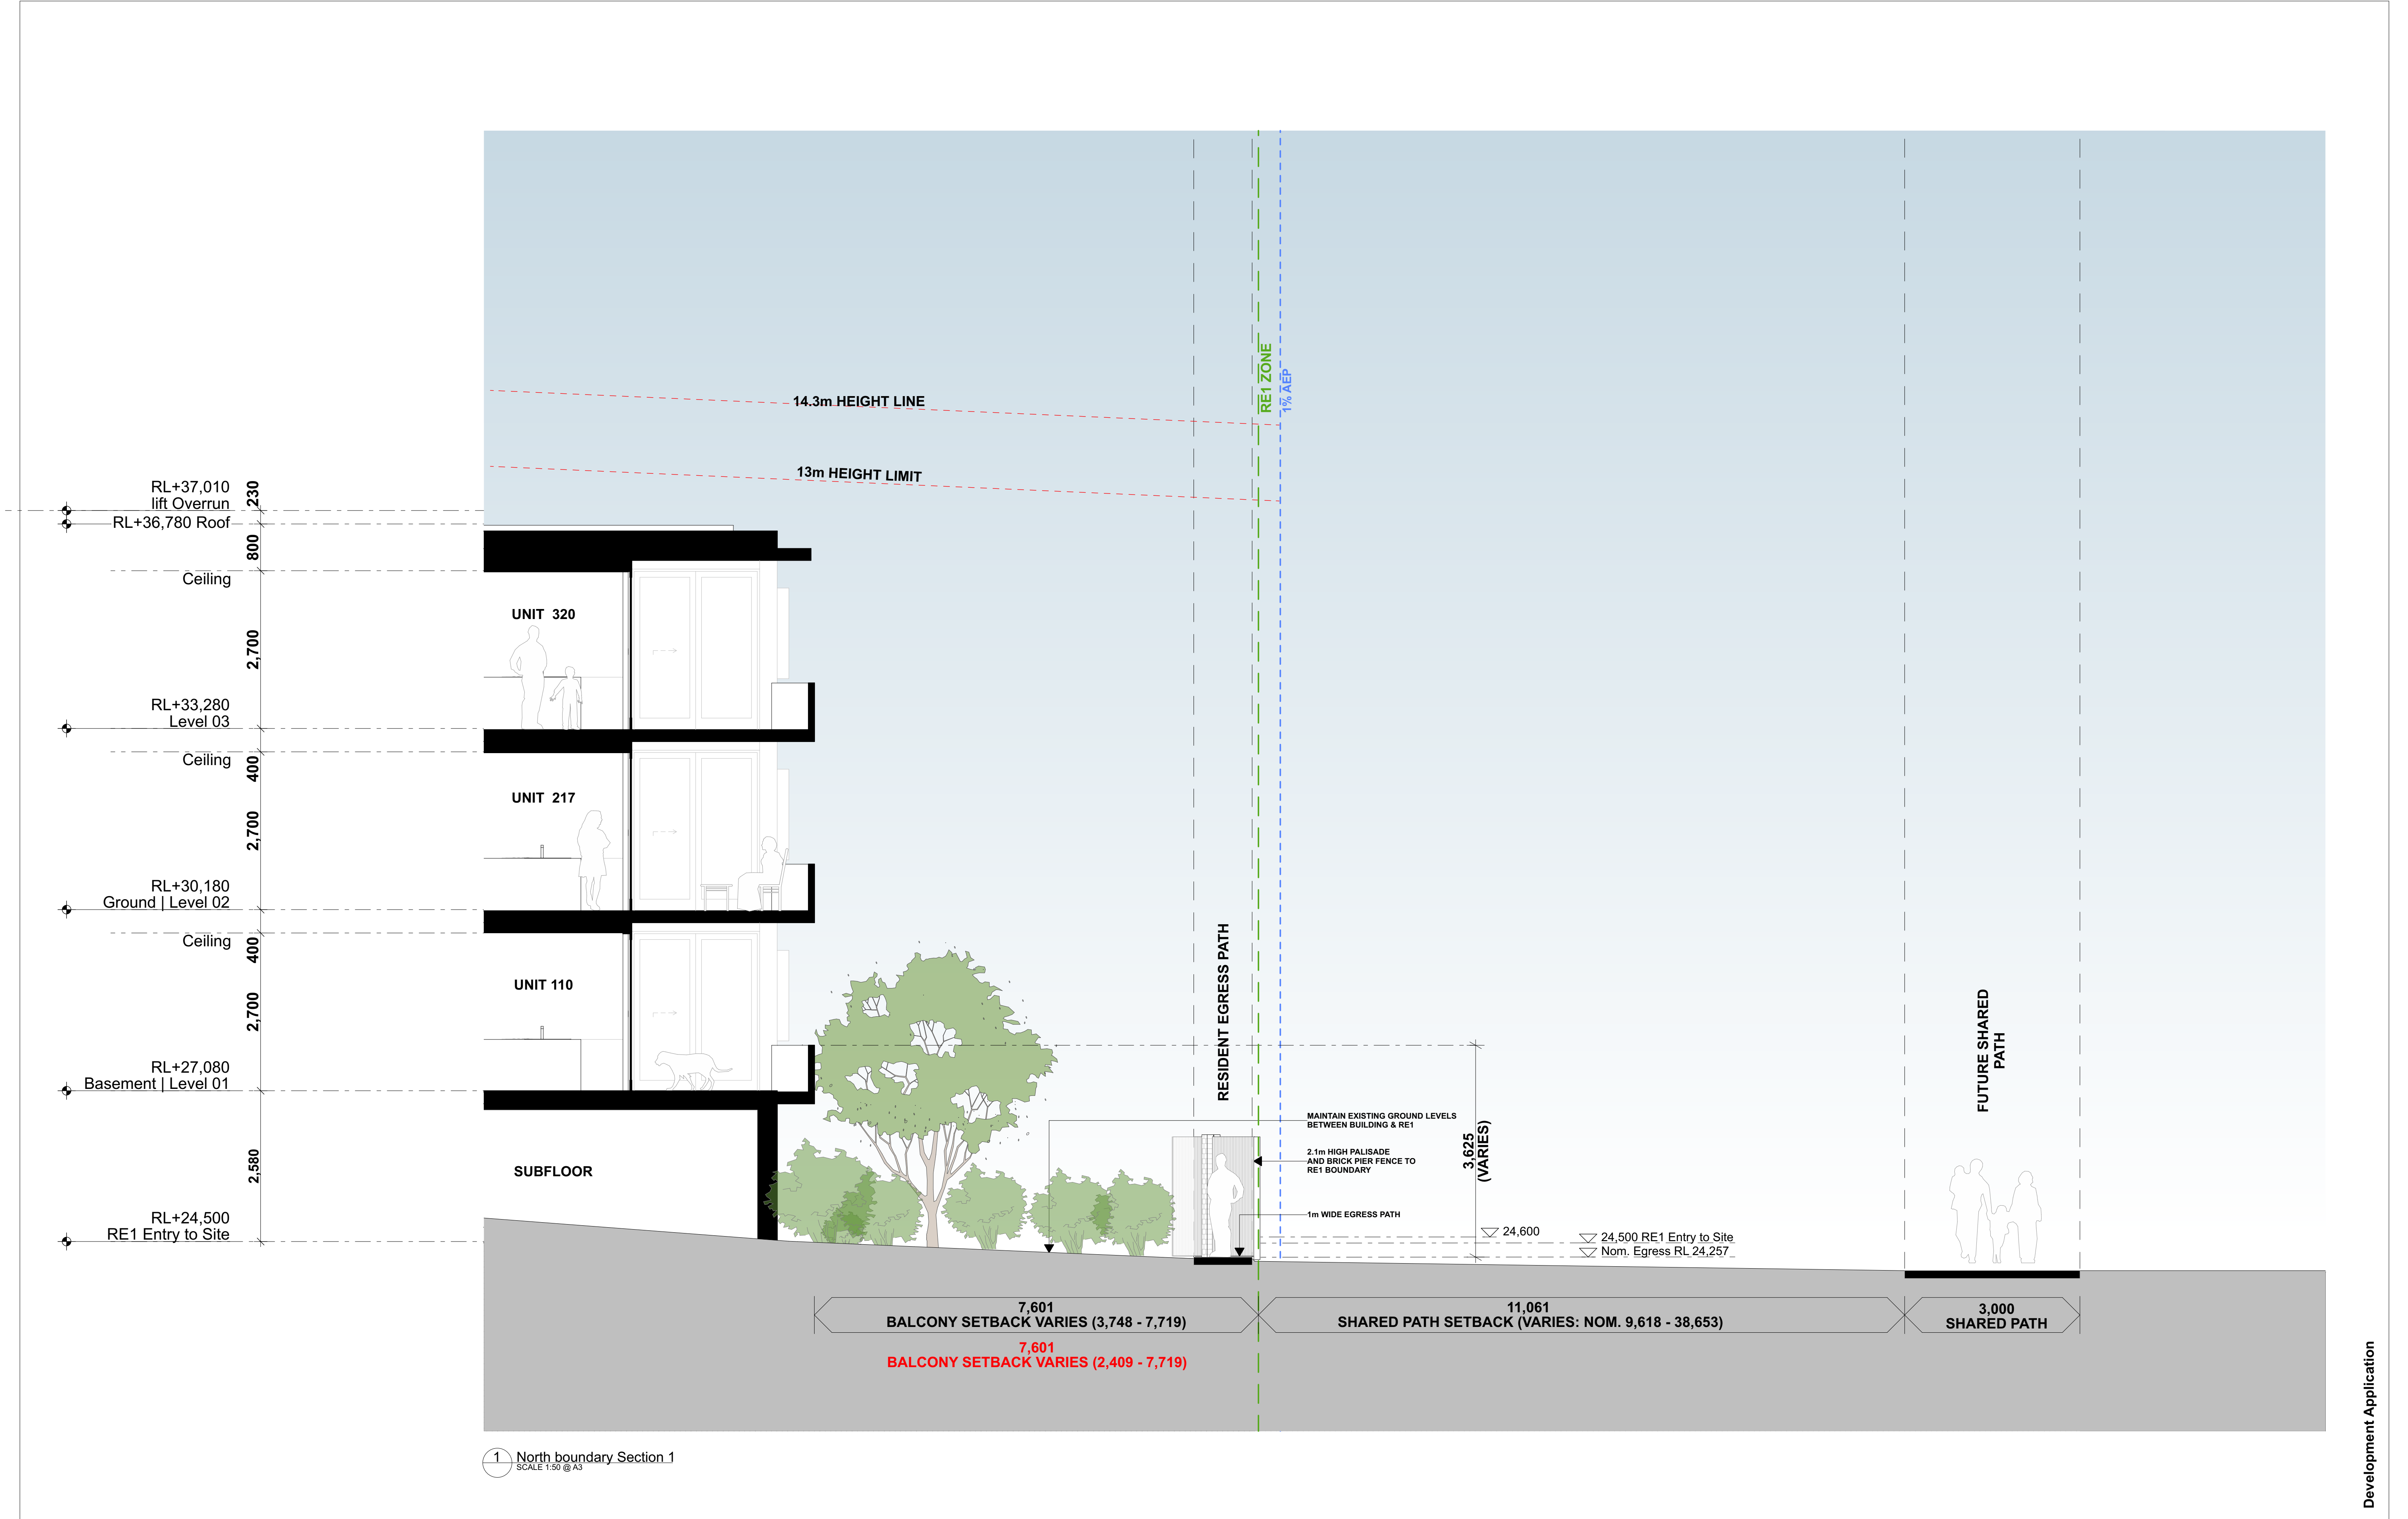 RE1 ZONE
1% AEP
14.3m HEIGHT LINE
13m HEIGHT LIMIT
RL+37,010
lift Overrun
230
RL+36,780 Roof
800
Ceiling
UNIT 320
2,700
RL+33,280
Level 03
Ceiling
400
UNIT 217
2,700
RL+30,180
Ground | Level 02
Ceiling
400
UNIT 110
2,700
RL+27,080
Basement | Level 01
2,580
SUBFLOOR
RL+24,500
RE1 Entry to Site
RESIDENT EGRESS PATH
FUTURE SHARED
PATH
MAINTAIN EXISTING GROUND LEVELS
BETWEEN BUILDING & RE1
2.1m HIGH PALISADE
AND BRICK PIER FENCE TO
RE1 BOUNDARY
1m WIDE EGRESS PATH
3,625
(VARIES)
24,600
24,500 RE1 Entry to Site
Nom. Egress RL 24,257
7,601
BALCONY SETBACK VARIES (3,748 - 7,719)
7,601
BALCONY SETBACK VARIES (2,409 - 7,719)
11,061
SHARED PATH SETBACK (VARIES: NOM. 9,618 - 38,653)
3,000
SHARED PATH
1
North boundary Section 1
SCALE 1:50 @ A3
Development Application